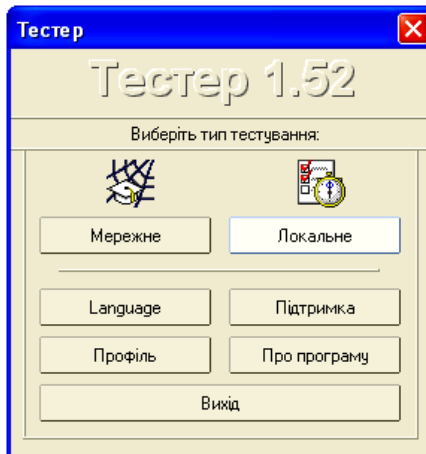 Тестер
Тестер 1.52
Виберіть тип тестування:
Мережне Локальне
Language Підтримка
Профіль Про програму
Вихід